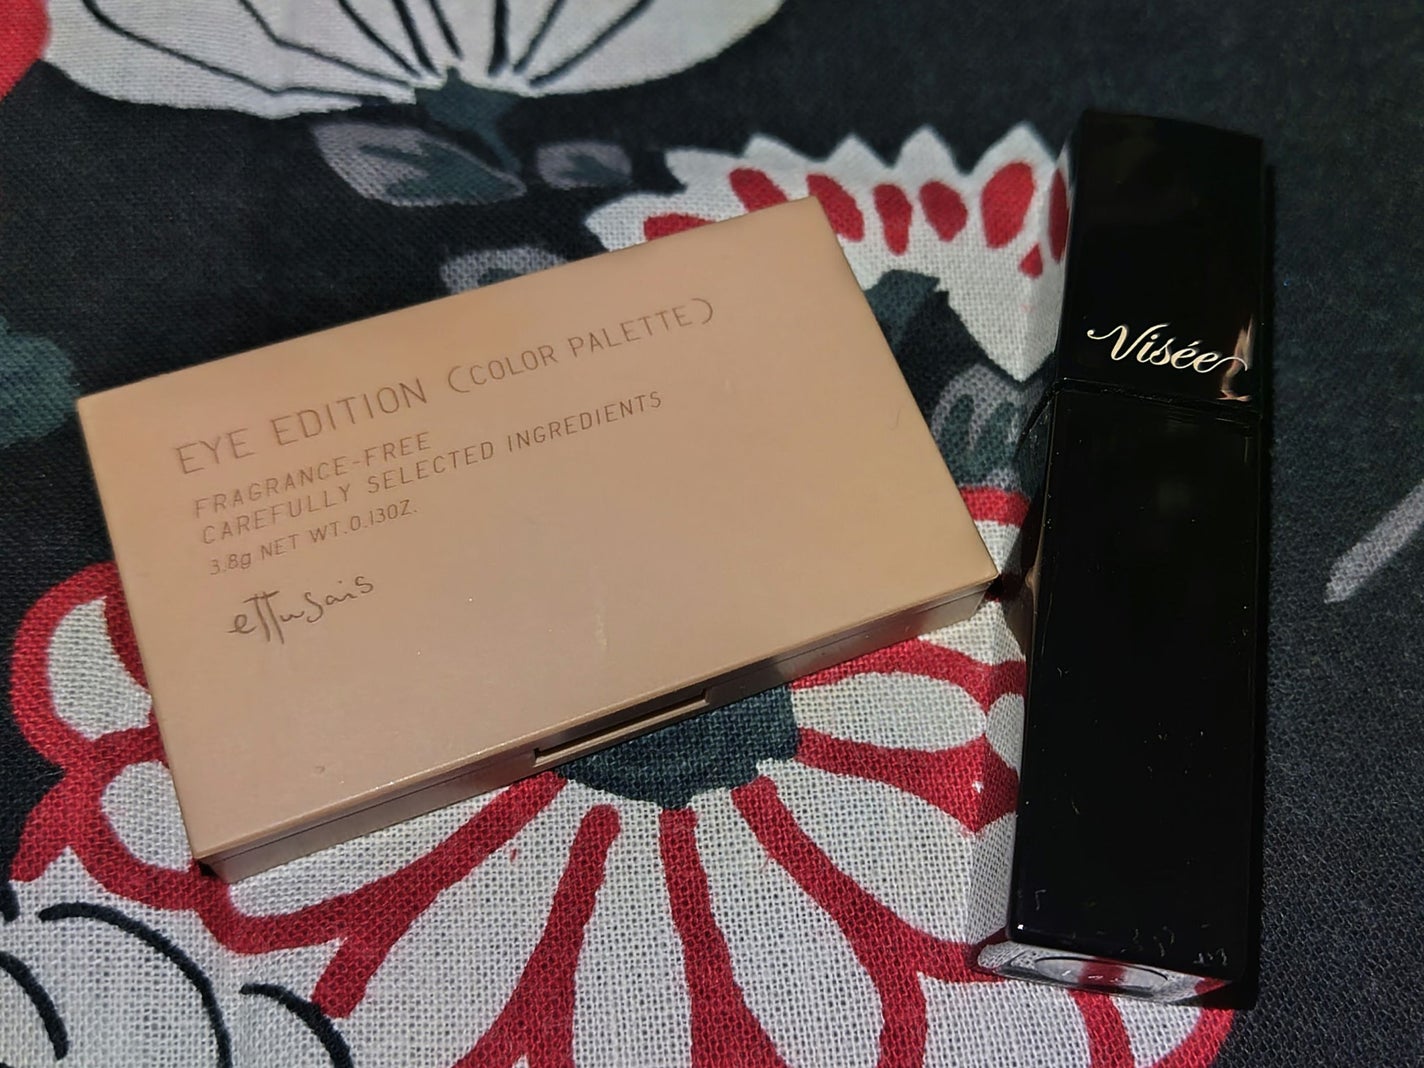 EYE EDITION (COLOR PALETTE)
FRAGRANCE-FREE
CAREFULLY SELECTED INGREDIENTS
3.8g NET WT.0.13OZ.
ettusais
Visée